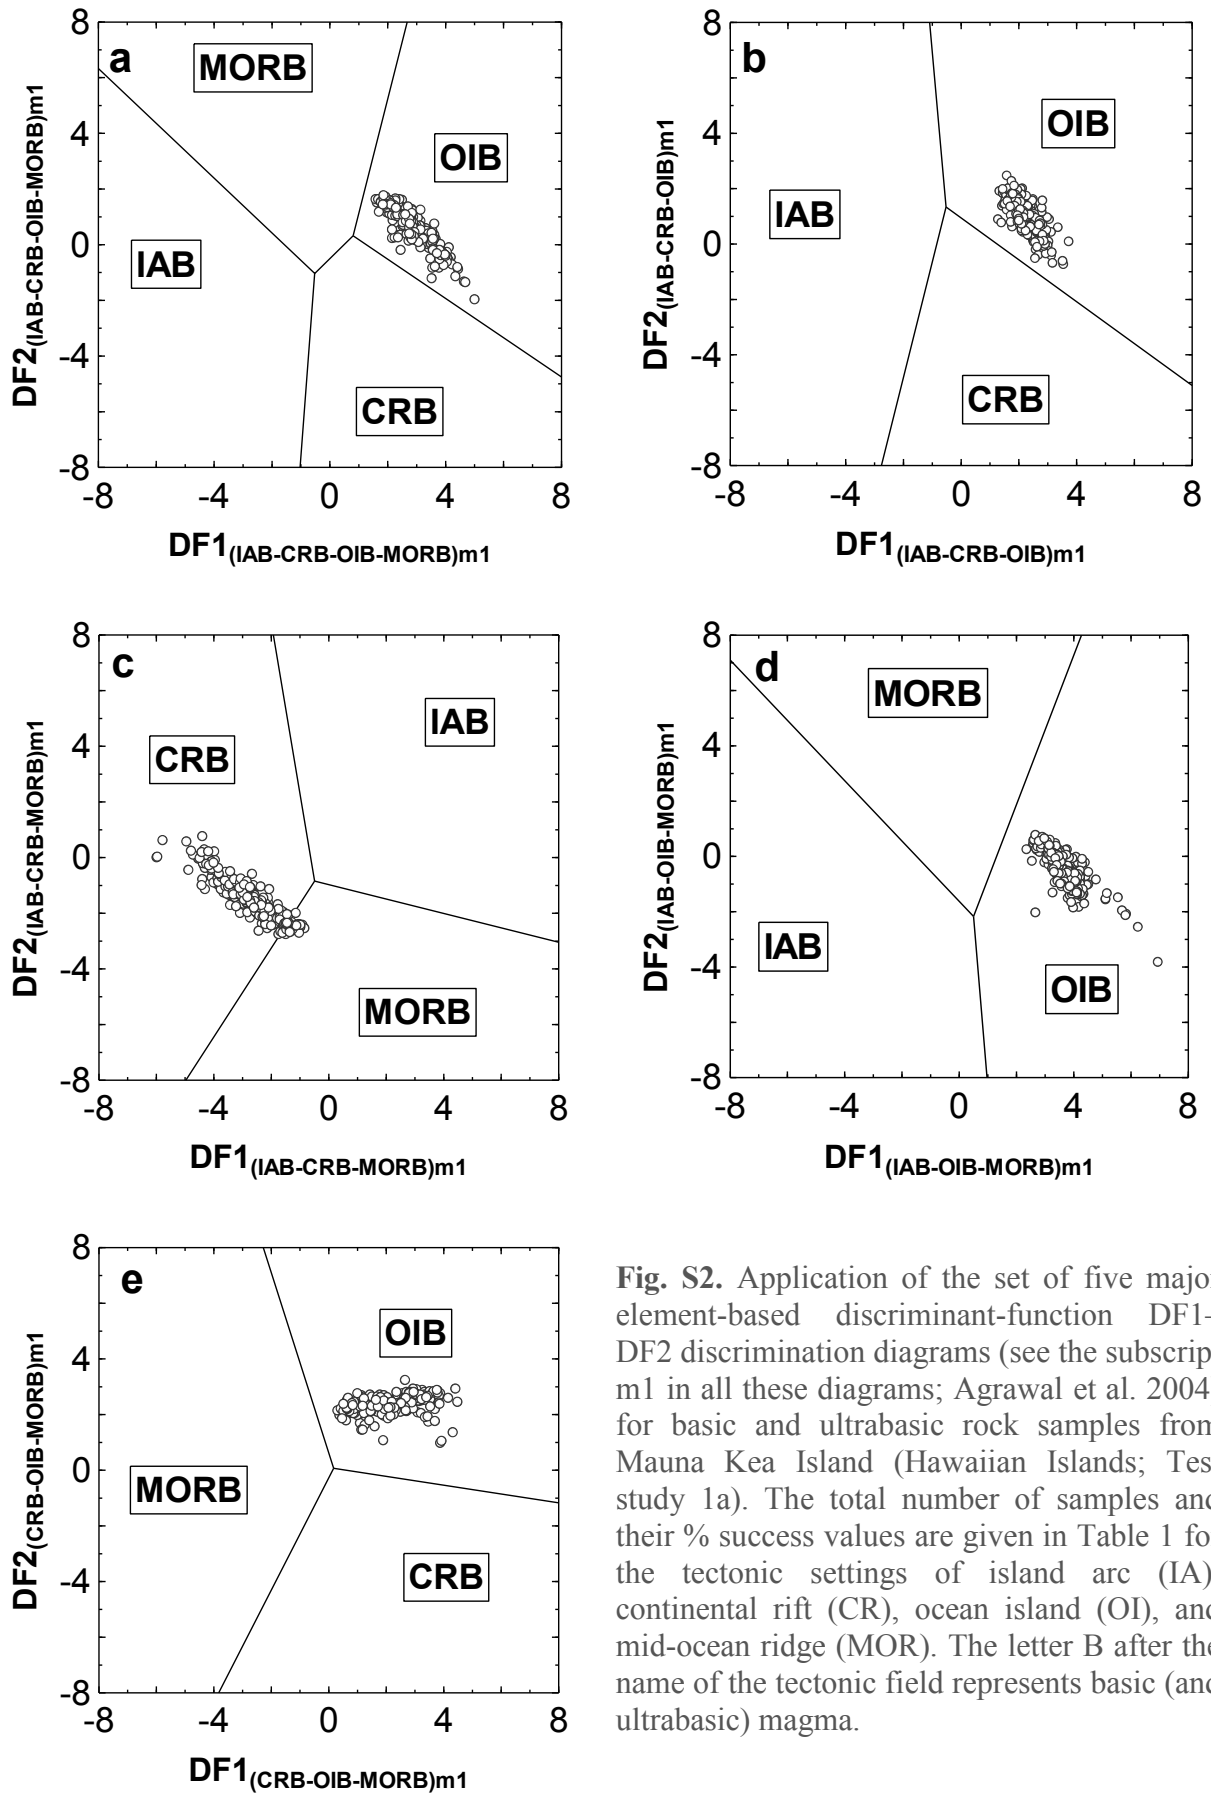 a
MORB
OIB
IAB
CRB
8
4
0
-4
-8
-8
-4
0
4
8
DF2(IAB-CRB-OIB-MORB)m1
DF1(IAB-CRB-OIB-MORB)m1
b
OIB
IAB
CRB
8
4
0
-4
-8
-8
-4
0
4
8
DF2(IAB-CRB-OIB)m1
DF1(IAB-CRB-OIB)m1
c
IAB
CRB
MORB
8
4
0
-4
-8
-8
-4
0
4
8
DF2(IAB-CRB-MORB)m1
DF1(IAB-CRB-MORB)m1
d
MORB
IAB
OIB
8
4
0
-4
-8
-8
-4
0
4
8
DF2(IAB-OIB-MORB)m1
DF1(IAB-OIB-MORB)m1
e
OIB
MORB
CRB
8
4
0
-4
-8
-8
-4
0
4
8
DF2(CRB-OIB-MORB)m1
DF1(CRB-OIB-MORB)m1
Fig. S2. Application of the set of five major
element-based discriminant-function DF1–
DF2 discrimination diagrams (see the subscrip
m1 in all these diagrams; Agrawal et al. 2004
for basic and ultrabasic rock samples from
Mauna Kea Island (Hawaiian Islands; Tes
study 1a). The total number of samples and
their % success values are given in Table 1 fo
the tectonic settings of island arc (IA)
continental rift (CR), ocean island (OI), and
mid-ocean ridge (MOR). The letter B after the
name of the tectonic field represents basic (and
ultrabasic) magma.